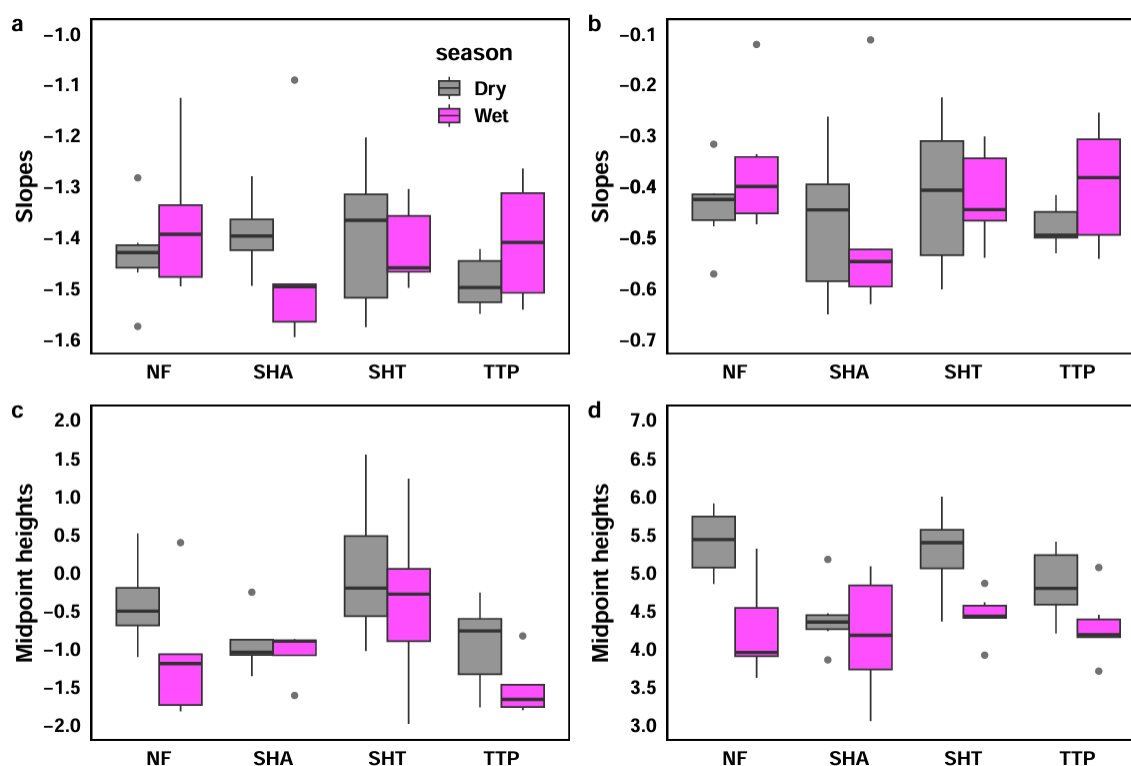 a
Slopes
−1.0
−1.1
−1.2
−1.3
−1.4
−1.5
−1.6
season
Dry
Wet
NF SHA SHT TTP
b
Slopes
−0.1
−0.2
−0.3
−0.4
−0.5
−0.6
−0.7
NF SHA SHT TTP
c
Midpoint heights
2.0
1.5
1.0
0.5
0.0
−0.5
−1.0
−1.5
−2.0
NF SHA SHT TTP
d
Midpoint heights
7.0
6.5
6.0
5.5
5.0
4.5
4.0
3.5
3.0
NF SHA SHT TTP